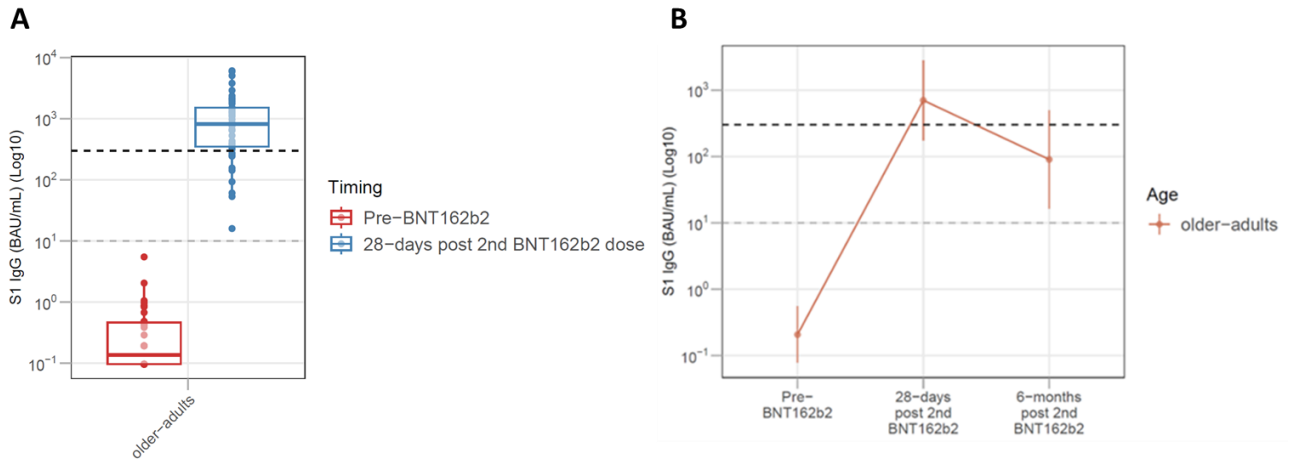 A
S1 IgG (BAU/mL) (Log10)
10⁴
10³
10²
10¹
10⁰
10⁻¹
older−adults
Timing
Pre−BNT162b2
28−days post 2nd BNT162b2 dose
B
S1 IgG (BAU/mL) (Log10)
10³
10²
10¹
10⁰
10⁻¹
Pre−
BNT162b2
28−days
post 2nd
BNT162b2
6−months
post 2nd
BNT162b2
Age
older−adults